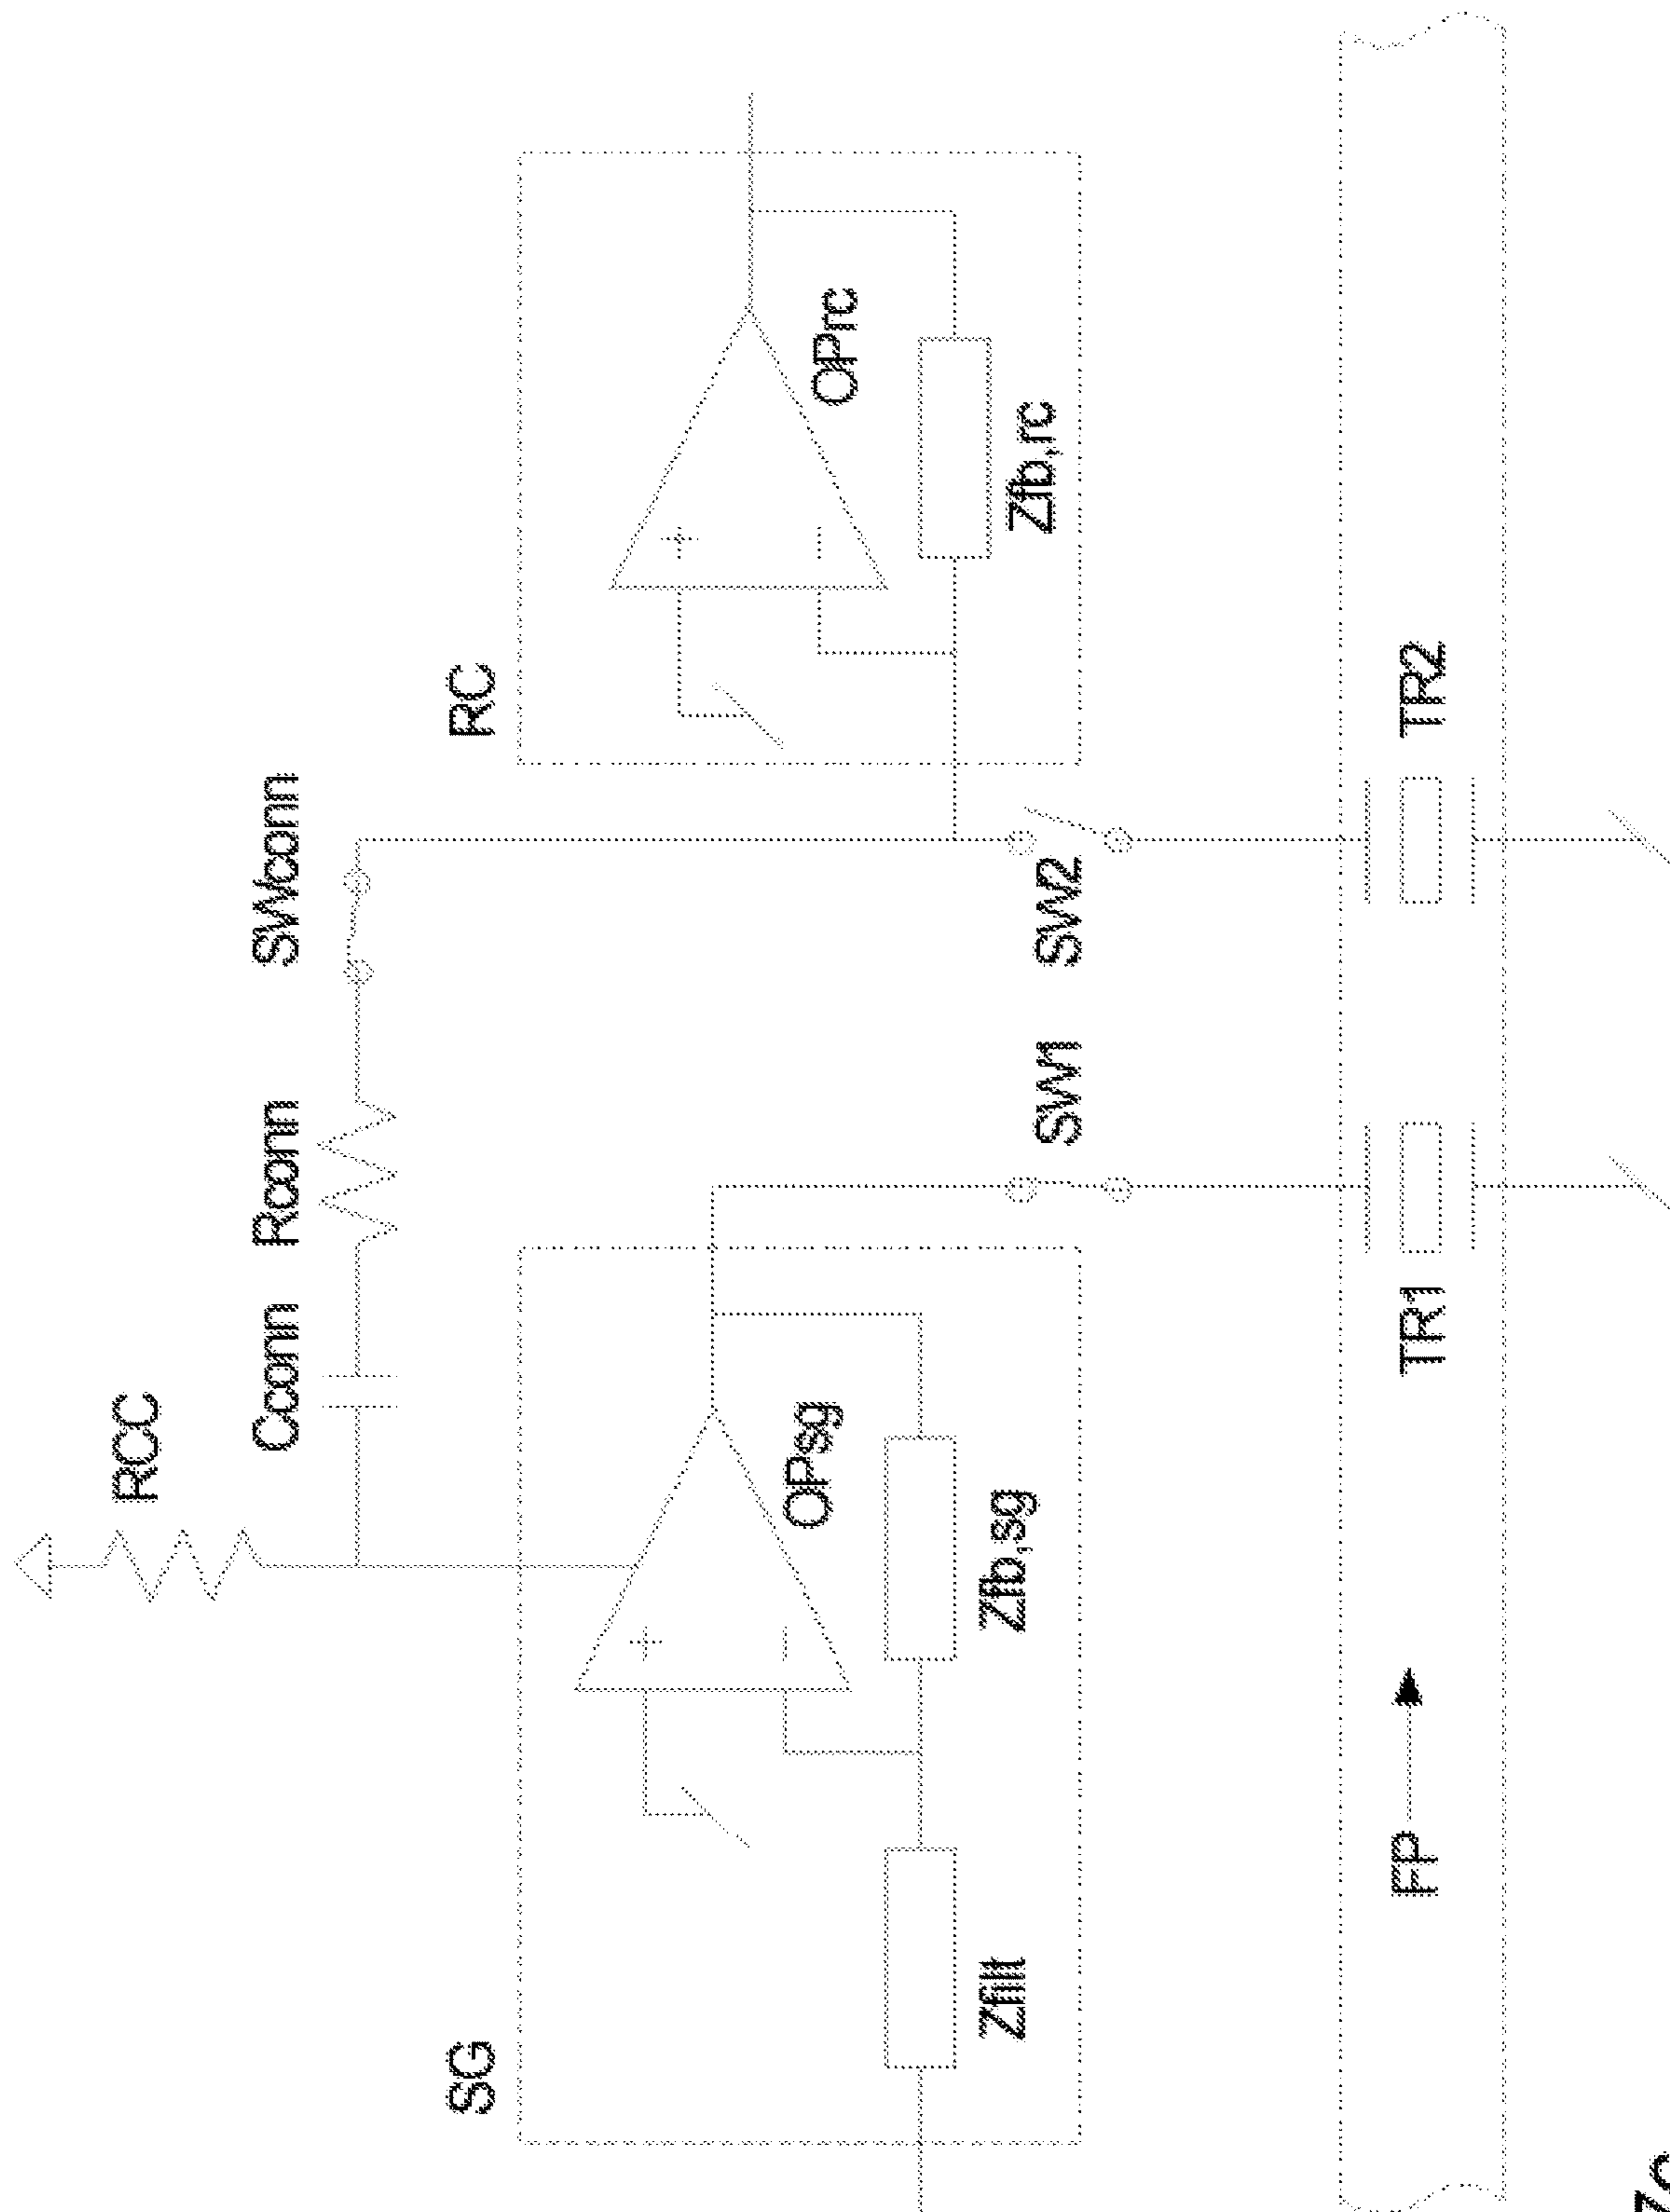 RCC
Cconn
Rconn
SWconn
SG
RC
+
−
OPsg
Zfb,sg
Zfilt
+
−
OPrc
Zfb,rc
SW1
SW2
FP
TR1
TR2